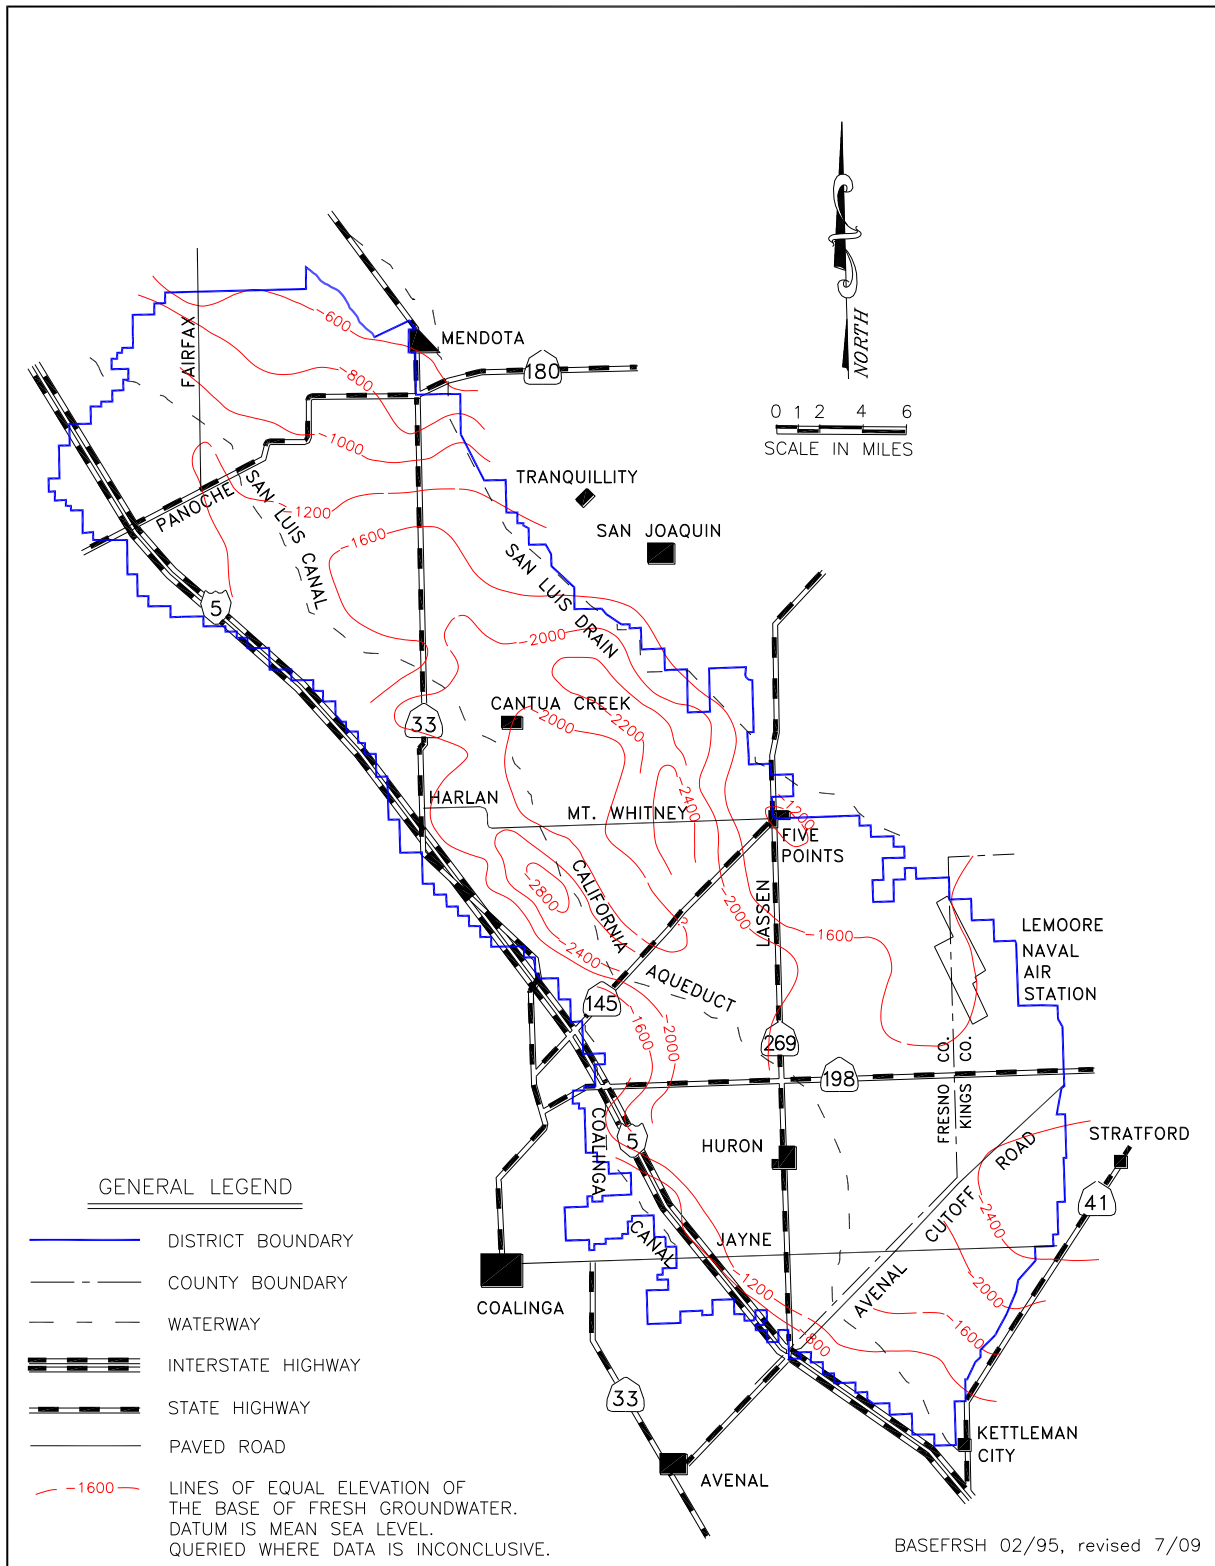 NORTH
0 1 2 4 6
SCALE IN MILES
FAIRFAX
MENDOTA
180
-600
-800
-1000
TRANQUILLITY
PANOCHE
SAN LUIS CANAL
-1200
SAN JOAQUIN
-1600
SAN LUIS DRAIN
5
-2000
CANTUA CREEK
33
-2000
-2200
-2400
HARLAN
MT. WHITNEY
-1200
FIVE
POINTS
-2800
CALIFORNIA
AQUEDUCT
LASSEN
-2000
-1600
?
LEMOORE
NAVAL
AIR
STATION
-2400
145
-1600
-2000
269
198
FRESNO CO.
KINGS CO.
COALINGA
CANAL
5
HURON
ROAD
CUTOFF
AVENAL
STRATFORD
41
-2400
JAYNE
-2000
-1200
-1600
-800
COALINGA
33
AVENAL
KETTLEMAN
CITY
GENERAL LEGEND
DISTRICT BOUNDARY
COUNTY BOUNDARY
WATERWAY
INTERSTATE HIGHWAY
STATE HIGHWAY
PAVED ROAD
-1600
LINES OF EQUAL ELEVATION OF
THE BASE OF FRESH GROUNDWATER.
DATUM IS MEAN SEA LEVEL.
QUERIED WHERE DATA IS INCONCLUSIVE.
BASEFRSH 02/95, revised 7/09